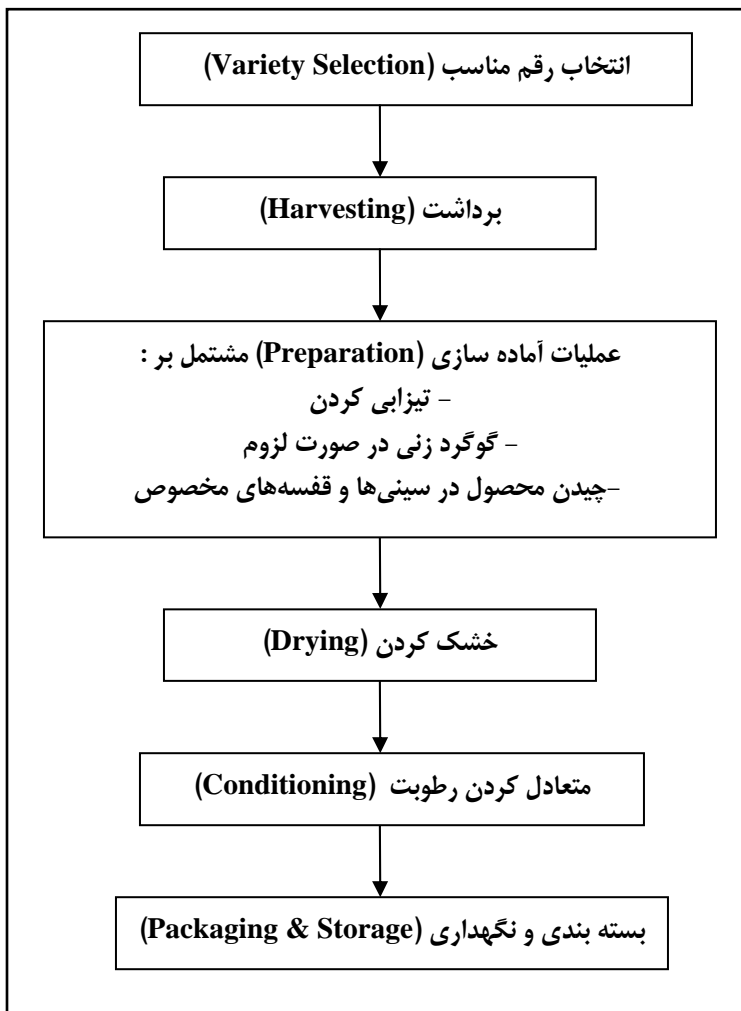 انتخاب رقم مناسب (Variety Selection)
برداشت (Harvesting)
عملیات آماده سازی (Preparation) مشتمل بر :
- تیزابی کردن
- گوگرد زنی در صورت لزوم
-چیدن محصول در سینی‌ها و قفسه‌های مخصوص
خشک کردن (Drying)
متعادل کردن رطوبت (Conditioning)
بسته بندی و نگهداری (Packaging & Storage)